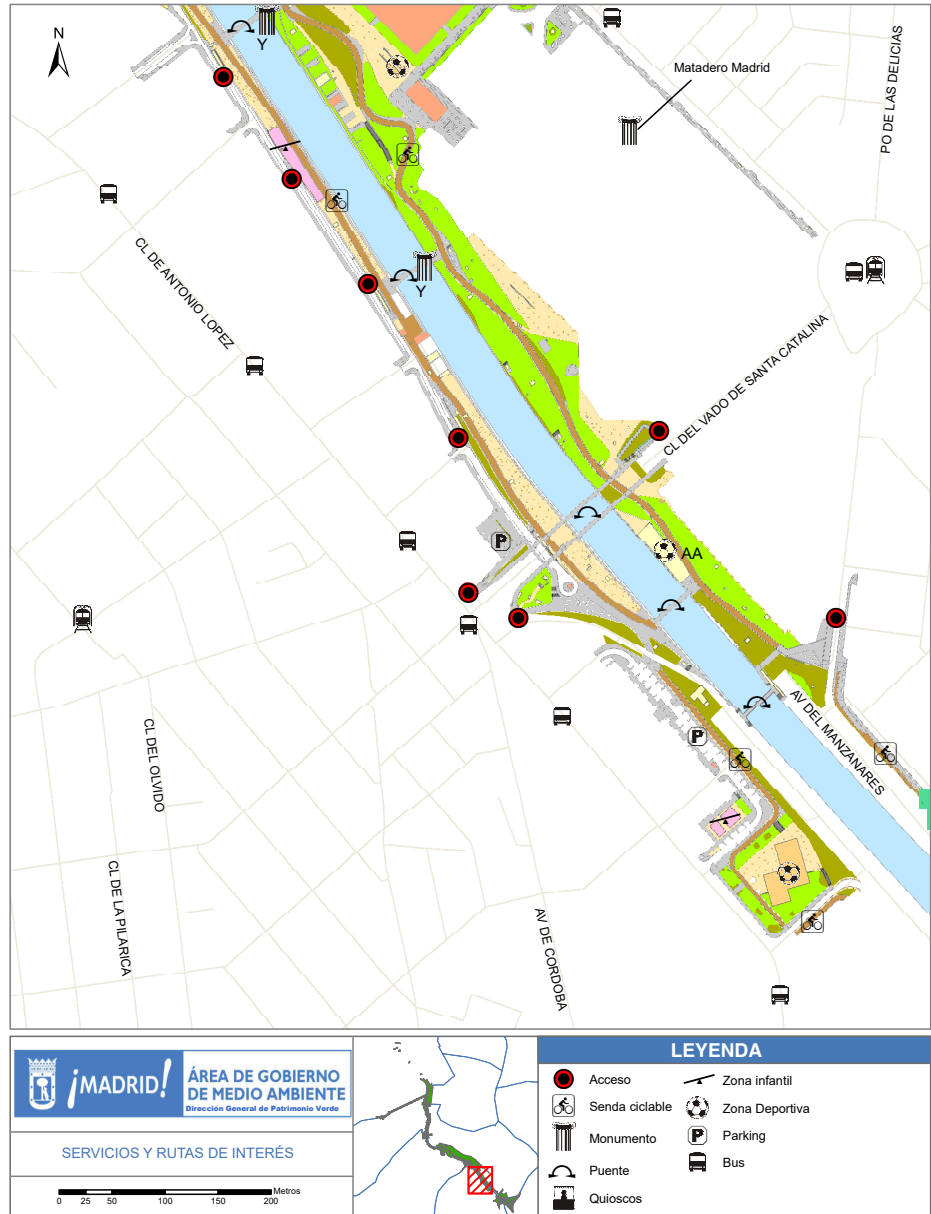 N
Y
Matadero Madrid
PO DE LAS DELICIAS
CL DE ANTONIO LOPEZ
Y
CL DEL VADO DE SANTA CATALINA
P
AA
AV DEL MANZANARES
P
CL DEL OLVIDO
CL DE LA PILARICA
AV DE CORDOBA
¡MADRID!
ÁREA DE GOBIERNO
DE MEDIO AMBIENTE
Dirección General de Patrimonio Verde
SERVICIOS Y RUTAS DE INTERÉS
Metros
0 25 50 100 150 200
LEYENDA
Acceso
Senda ciclable
Monumento
Puente
Quioscos
Zona infantil
Zona Deportiva
P Parking
Bus